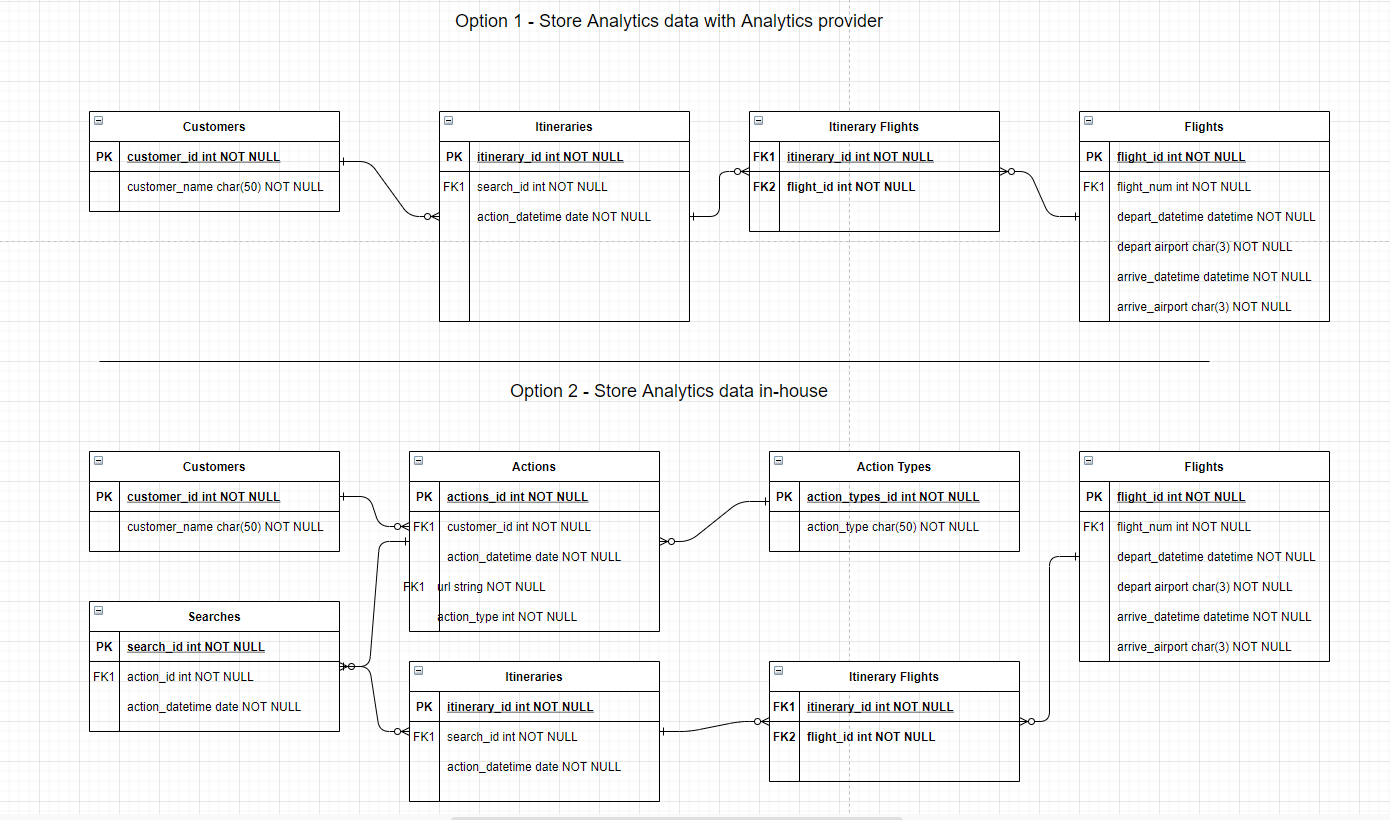 Option 1 - Store Analytics data with Analytics provider
Customers
PK customer_id int NOT NULL
customer_name char(50) NOT NULL
Itineraries
PK itinerary_id int NOT NULL
FK1 search_id int NOT NULL
action_datetime date NOT NULL
Itinerary Flights
FK1 itinerary_id int NOT NULL
FK2 flight_id int NOT NULL
Flights
PK flight_id int NOT NULL
FK1 flight_num int NOT NULL
depart_datetime datetime NOT NULL
depart airport char(3) NOT NULL
arrive_datetime datetime NOT NULL
arrive_airport char(3) NOT NULL
Option 2 - Store Analytics data in-house
Customers
PK customer_id int NOT NULL
customer_name char(50) NOT NULL
Actions
PK actions_id int NOT NULL
FK1 customer_id int NOT NULL
action_datetime date NOT NULL
FK1 url string NOT NULL
action_type int NOT NULL
Action Types
PK action_types_id int NOT NULL
action_type char(50) NOT NULL
Flights
PK flight_id int NOT NULL
FK1 flight_num int NOT NULL
depart_datetime datetime NOT NULL
depart airport char(3) NOT NULL
arrive_datetime datetime NOT NULL
arrive_airport char(3) NOT NULL
Searches
PK search_id int NOT NULL
FK1 action_id int NOT NULL
action_datetime date NOT NULL
Itineraries
PK itinerary_id int NOT NULL
FK1 search_id int NOT NULL
action_datetime date NOT NULL
Itinerary Flights
FK1 itinerary_id int NOT NULL
FK2 flight_id int NOT NULL